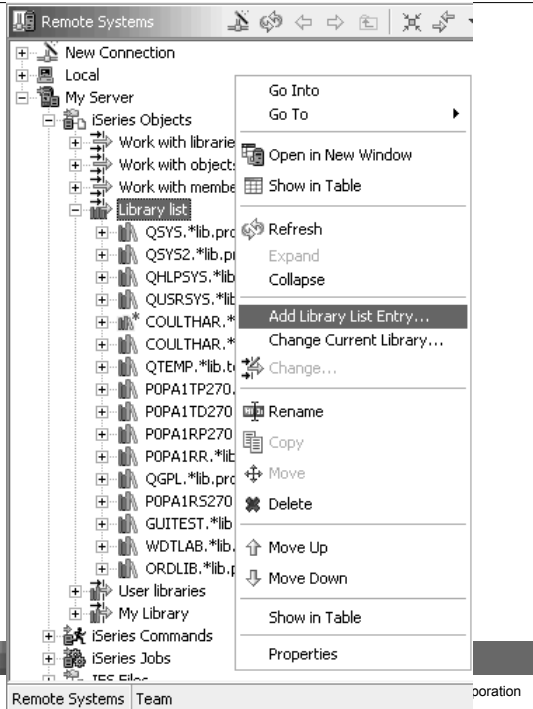 Remote Systems
New Connection
Local
My Server
iSeries Objects
Work with librarie
Work with object
Work with membe
Library list
QSYS.*lib.pro
QSYS2.*lib.p
QHLPSYS.*lib
QUSRSYS.*lib
COULTHAR.*
COULTHAR.*
QTEMP.*lib.t
P0PA1TP270.
P0PA1TD270
P0PA1RP270
P0PA1RR.*lib
QGPL.*lib.pro
P0PA1RS270
GUITEST.*lib
WDTLAB.*lib.
ORDLIB.*lib.p
User libraries
My Library
iSeries Commands
iSeries Jobs
IFS Files
Remote Systems
Team
Go Into
Go To
Open in New Window
Show in Table
Refresh
Expand
Collapse
Add Library List Entry...
Change Current Library...
Change...
Rename
Copy
Move
Delete
Move Up
Move Down
Show in Table
Properties
poration